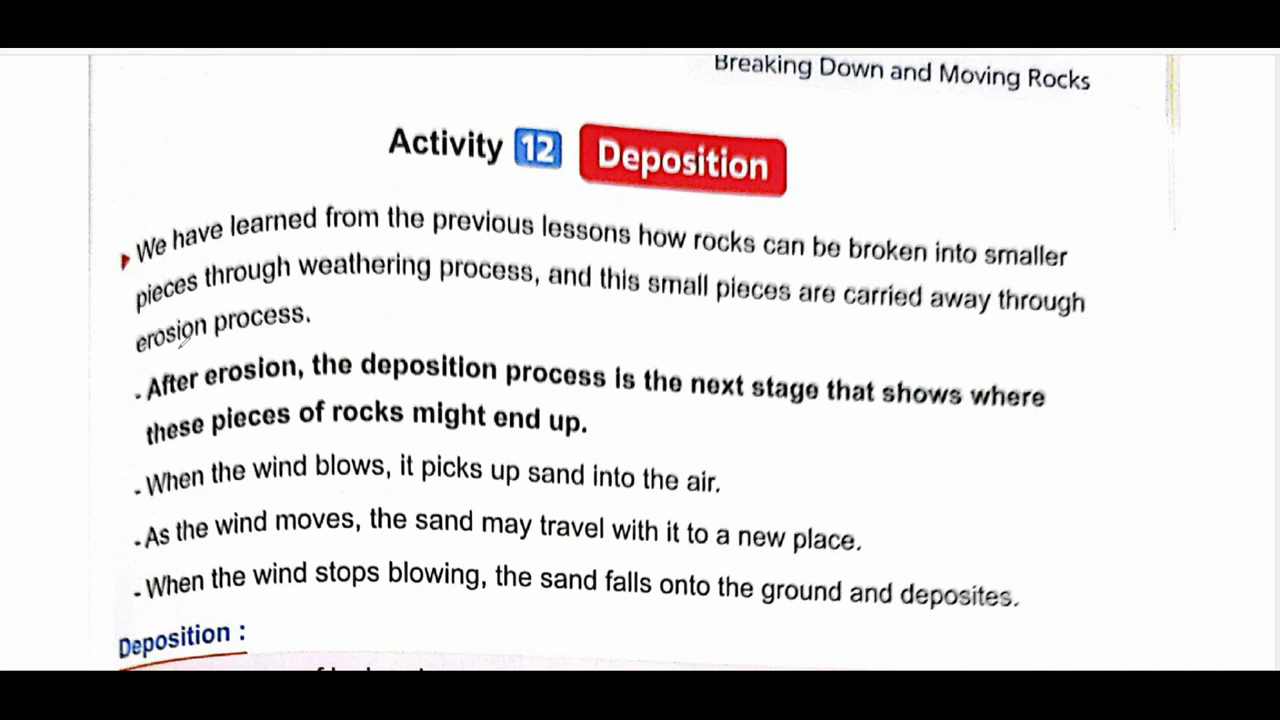 Breaking Down and Moving Rocks
Activity 12 Deposition
We have learned from the previous lessons how rocks can be broken into smaller
pieces through weathering process, and this small pieces are carried away through
erosion process.
- After erosion, the deposition process is the next stage that shows where
these pieces of rocks might end up.
- When the wind blows, it picks up sand into the air.
- As the wind moves, the sand may travel with it to a new place.
- When the wind stops blowing, the sand falls onto the ground and deposites.
Deposition :